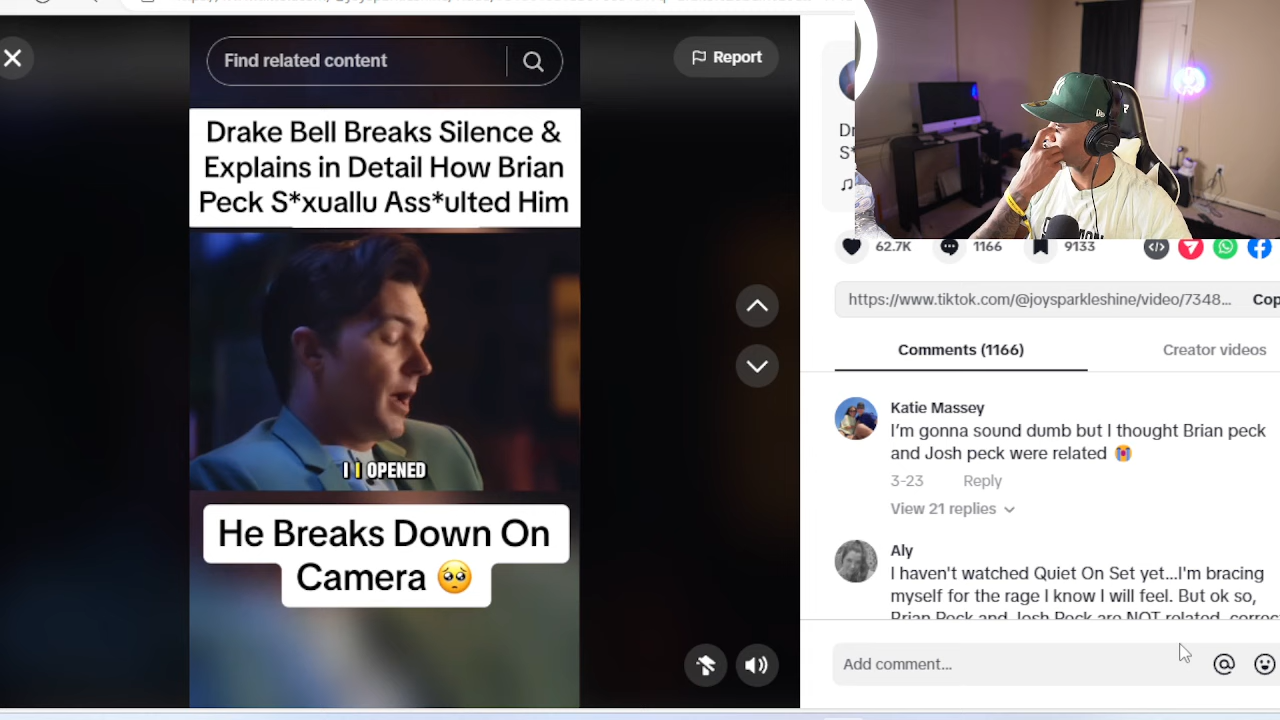 Find related content
Report
Drake Bell Breaks Silence &
Explains in Detail How Brian
Peck S*xuallu Ass*ulted Him
I I OPENED
He Breaks Down On
Camera 🥺
62.7K
1166
9133
https://www.tiktok.com/@joysparkleshine/video/7348...
Cop
Comments (1166)
Creator videos
Katie Massey
I'm gonna sound dumb but I thought Brian peck
and Josh peck were related 😭
3-23
Reply
View 21 replies
Aly
I haven't watched Quiet On Set yet...I'm bracing
myself for the rage I know I will feel. But ok so,
Brian Peck and Josh Peck are NOT related, correc
Add comment...